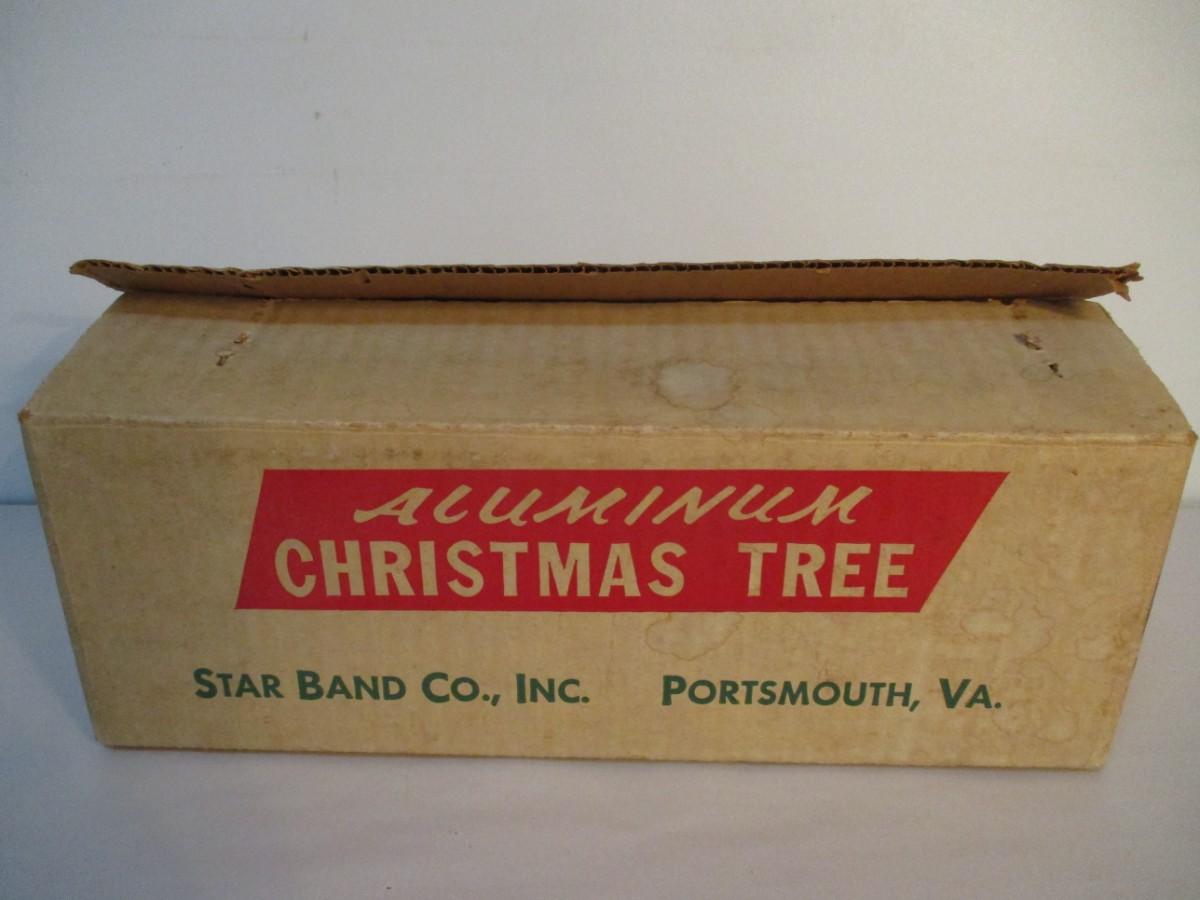 ALUMINUM
CHRISTMAS TREE
STAR BAND CO., INC. PORTSMOUTH, VA.